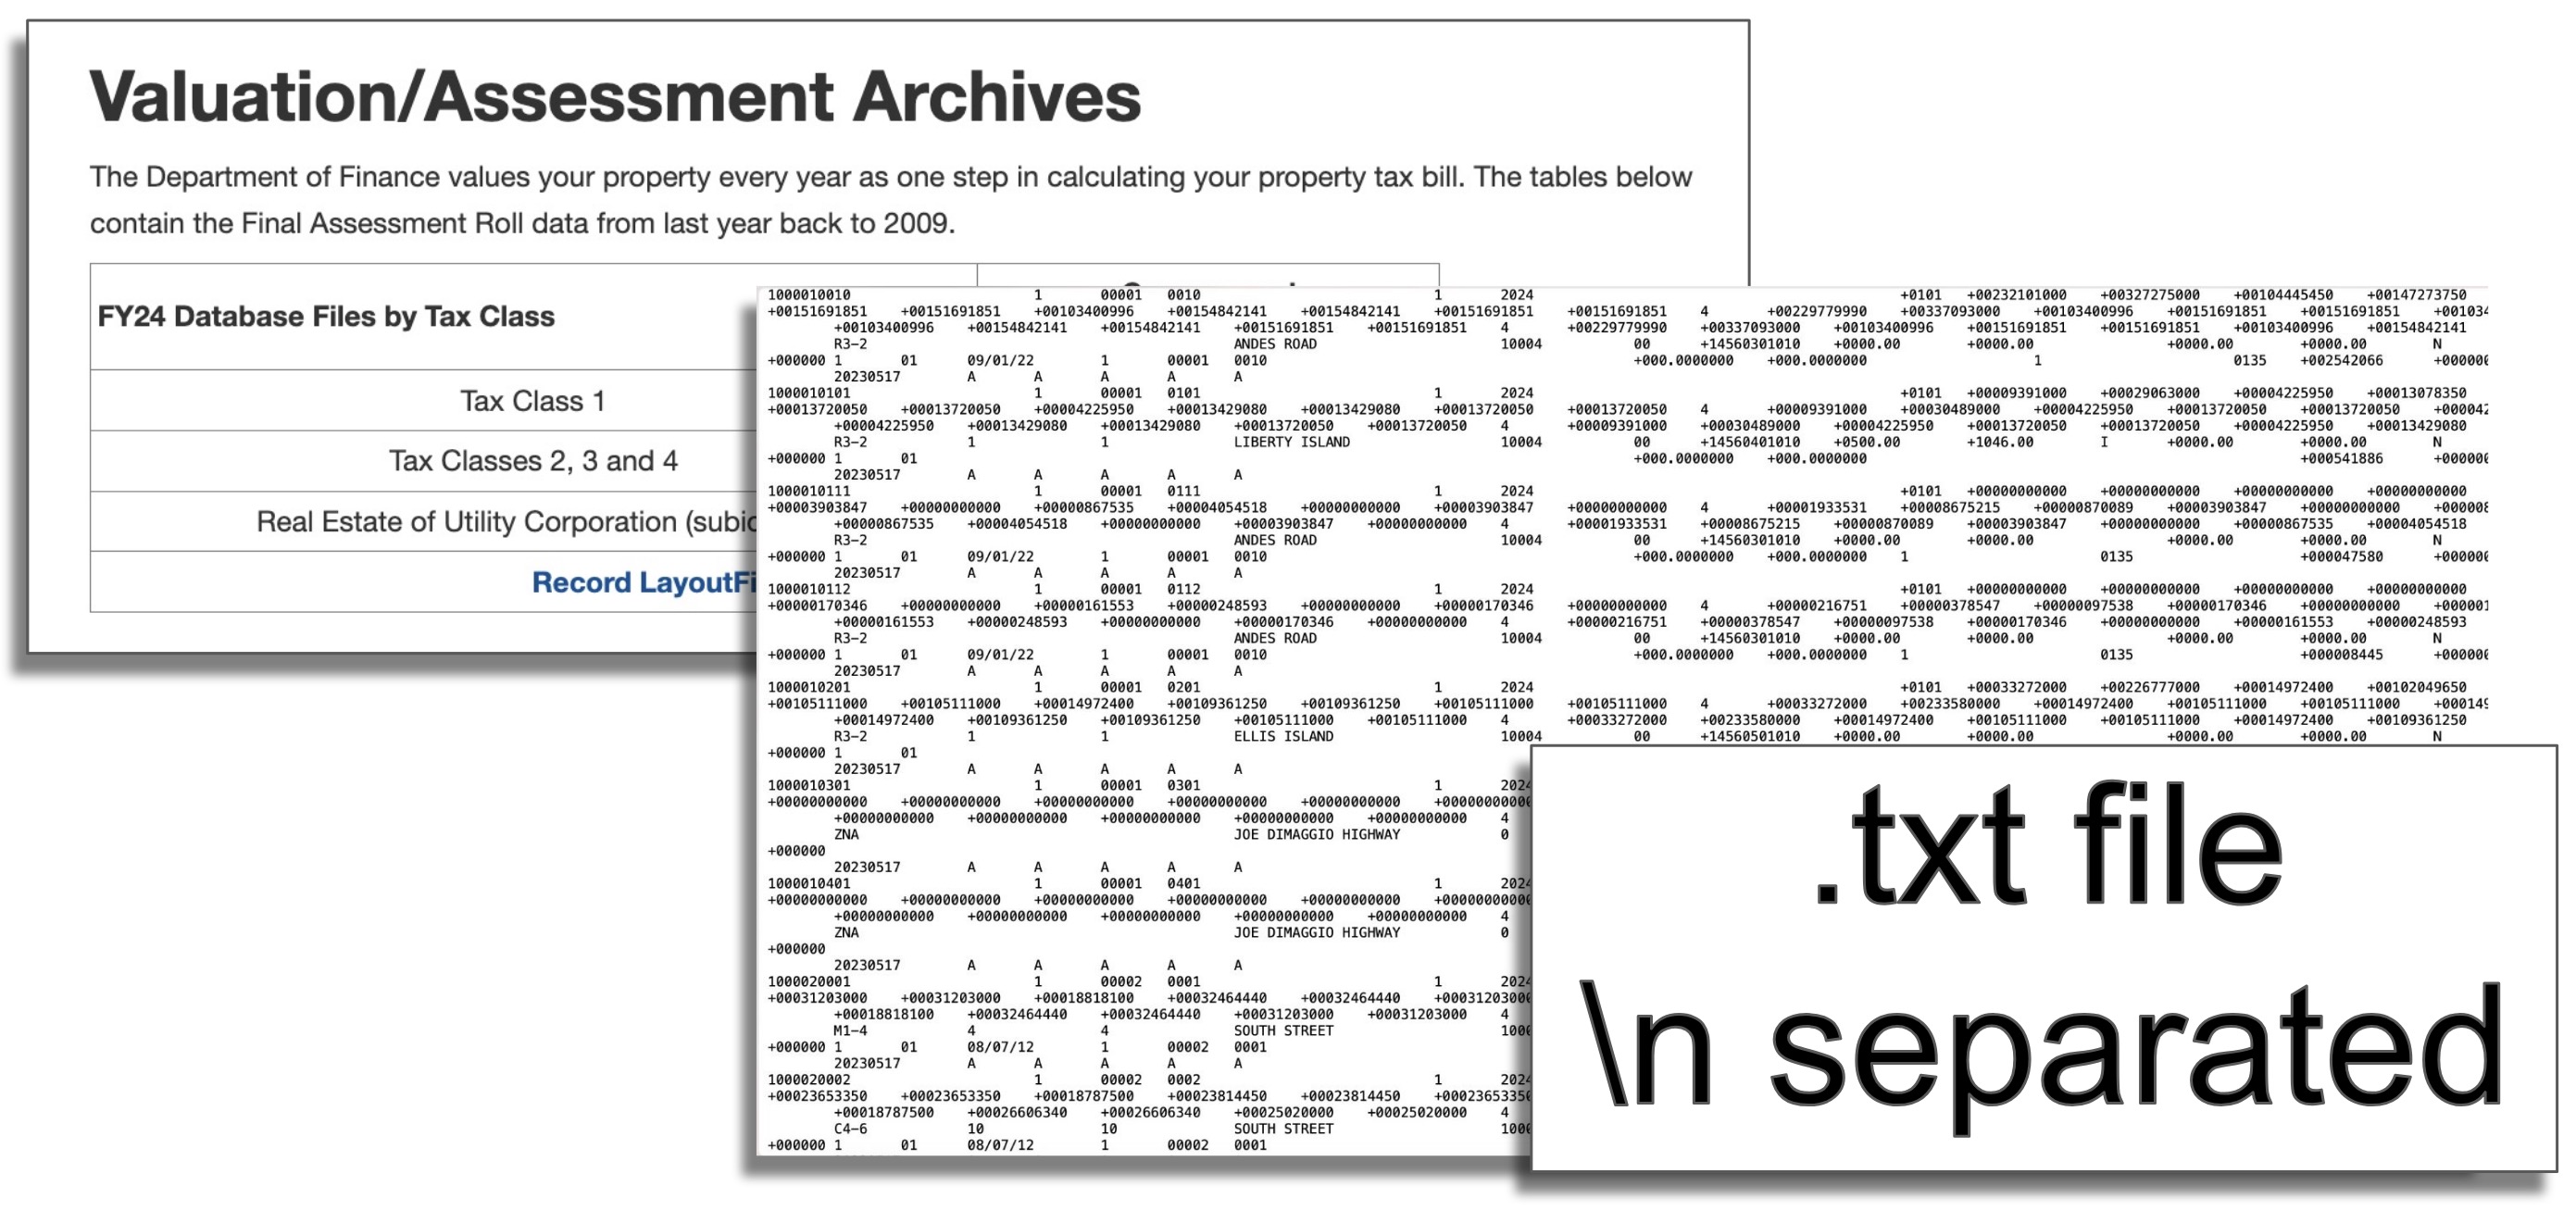 Valuation/Assessment Archives
The Department of Finance values your property every year as one step in calculating your property tax bill. The tables below
contain the Final Assessment Roll data from last year back to 2009.
FY24 Database Files by Tax Class
Tax Class 1
Tax Classes 2, 3 and 4
Real Estate of Utility Corporation (subic
Record LayoutFi
1000010010 1 00001 0010 1 2024 +0101 +00232101000 +00327275000 +00104445450 +00147273750
+00151691851 +00151691851 +00103400996 +00154842141 +00154842141 +00151691851 +00151691851 4 +00229779990 +00337093000 +00103400996 +00151691851 +00151691851 +001034
+00103400996 +00154842141 +00154842141 +00151691851 +00151691851 4 +00229779990 +00337093000 +00103400996 +00151691851 +00151691851 +00103400996 +00154842141
R3-2 ANDES ROAD 10004 00 +14560301010 +0000.00 +0000.00 +0000.00 +0000.00 N
+000000 1 01 09/01/22 1 00001 0010 +000.0000000 +000.0000000 1 0135 +002542066 +000000
20230517 A A A A A
1000010101 1 00001 0101 1 2024 +0101 +00009391000 +00029063000 +00004225950 +00013078350
+00013720050 +00013720050 +00004225950 +00013429080 +00013429080 +00013720050 +00013720050 4 +00009391000 +00030489000 +00004225950 +00013720050 +00013720050 +000042
+00004225950 +00013429080 +00013429080 +00013720050 +00013720050 4 +00009391000 +00030489000 +00004225950 +00013720050 +00013720050 +00004225950 +00013429080
R3-2 1 1 LIBERTY ISLAND 10004 00 +14560401010 +0500.00 +1046.00 I +0000.00 +0000.00 N
+000000 1 01 +000.0000000 +000.0000000 +000541886 +000000
20230517 A A A A A
1000010111 1 00001 0111 1 2024 +0101 +00000000000 +00000000000 +00000000000 +00000000000
+00003903847 +00000000000 +00000867535 +00004054518 +00000000000 +00003903847 +00000000000 4 +00001933531 +00008675215 +00000870089 +00003903847 +00000000000 +000008
+00000867535 +00004054518 +00000000000 +00003903847 +00000000000 4 +00001933531 +00008675215 +00000870089 +00003903847 +00000000000 +00000867535 +00004054518
R3-2 ANDES ROAD 10004 00 +14560301010 +0000.00 +0000.00 +0000.00 +0000.00 N
+000000 1 01 09/01/22 1 00001 0010 +000.0000000 +000.0000000 1 0135 +000047580 +000000
20230517 A A A A A
1000010112 1 00001 0112 1 2024 +0101 +00000000000 +00000000000 +00000000000 +00000000000
+00000170346 +00000000000 +00000161553 +00000248593 +00000000000 +00000170346 +00000000000 4 +00000216751 +00000378547 +00000097538 +00000170346 +00000000000 +000001
+00000161553 +00000248593 +00000000000 +00000170346 +00000000000 4 +00000216751 +00000378547 +00000097538 +00000170346 +00000000000 +00000161553 +00000248593
R3-2 ANDES ROAD 10004 00 +14560301010 +0000.00 +0000.00 +0000.00 +0000.00 N
+000000 1 01 09/01/22 1 00001 0010 +000.0000000 +000.0000000 1 0135 +000008445 +000000
20230517 A A A A A
1000010201 1 00001 0201 1 2024 +0101 +00033272000 +00226777000 +00014972400 +00102049650
+00105111000 +00105111000 +00014972400 +00109361250 +00109361250 +00105111000 +00105111000 4 +00033272000 +00233580000 +00014972400 +00105111000 +00105111000 +000149
+00014972400 +00109361250 +00109361250 +00105111000 +00105111000 4 +00033272000 +00233580000 +00014972400 +00105111000 +00105111000 +00014972400 +00109361250
R3-2 1 1 ELLIS ISLAND 10004 00 +14560501010 +0000.00 +0000.00 +0000.00 +0000.00 N
+000000 1 01
20230517 A A A A A
1000010301 1 00001 0301 1 2024
+00000000000 +00000000000 +00000000000 +00000000000 +00000000000 +00000000000
+00000000000 +00000000000 +00000000000 +00000000000 +00000000000 4
ZNA JOE DIMAGGIO HIGHWAY 0
+000000
20230517 A A A A A
1000010401 1 00001 0401 1 2024
+00000000000 +00000000000 +00000000000 +00000000000 +00000000000 +00000000000
+00000000000 +00000000000 +00000000000 +00000000000 +00000000000 4
ZNA JOE DIMAGGIO HIGHWAY 0
+000000
20230517 A A A A A
1000020001 1 00002 0001 1 2024
+00031203000 +00031203000 +00018818100 +00032464440 +00032464440 +00031203000
+00018818100 +00032464440 +00032464440 +00031203000 +00031203000 4
M1-4 4 4 SOUTH STREET 1000
+000000 1 01 08/07/12 1 00002 0001
20230517 A A A A A
1000020002 1 00002 0002 1 2024
+00023653350 +00023653350 +00018787500 +00023814450 +00023814450 +00023653350
+00018787500 +00026606340 +00026606340 +00025020000 +00025020000 4
C4-6 10 10 SOUTH STREET 1000
+000000 1 01 08/07/12 1 00002 0001
.txt file
\n separated